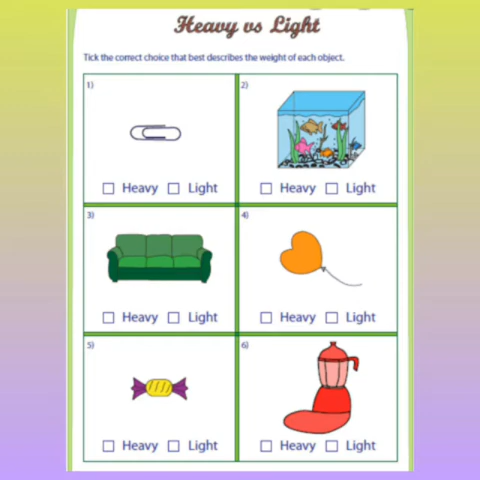 Heavy vs Light
Tick the correct choice that best describes the weight of each object.
1)
2)
Heavy Light
Heavy Light
3)
4)
Heavy Light
Heavy Light
5)
6)
Heavy Light
Heavy Light